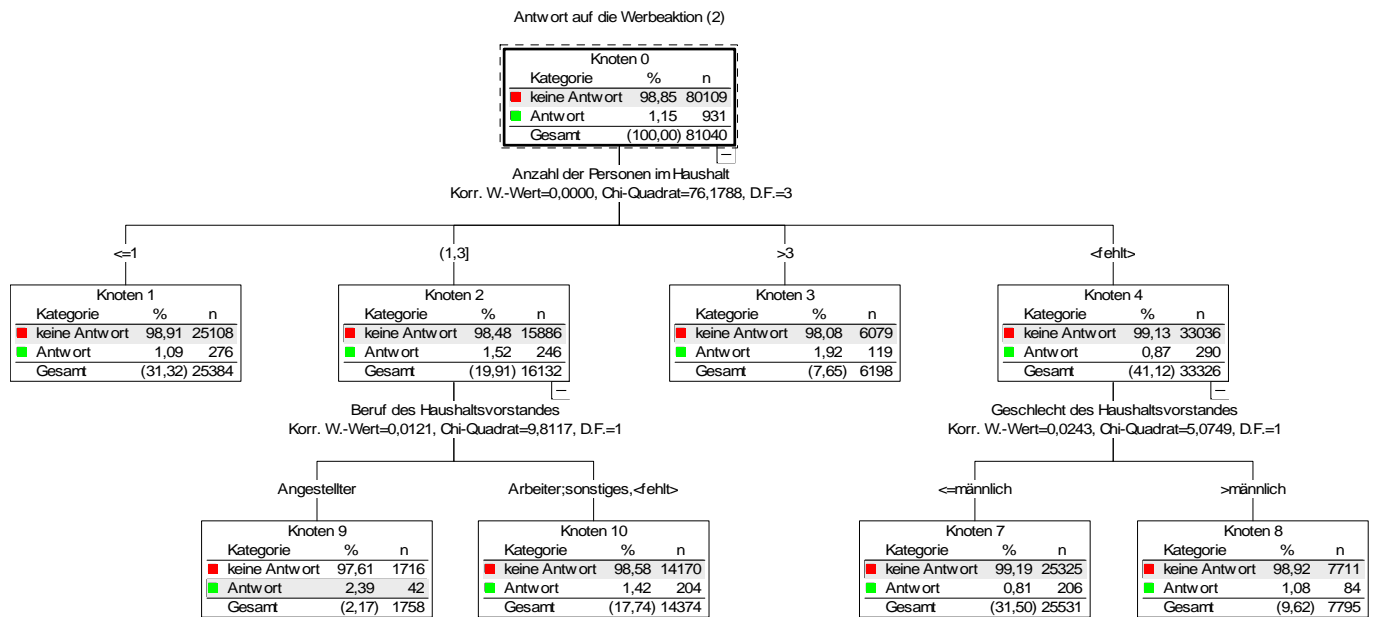 Antwort auf die Werbeaktion (2)
Knoten 0
Kategorie % n
keine Antwort 98,85 80109
Antwort 1,15 931
Gesamt (100,00) 81040
Anzahl der Personen im Haushalt
Korr. W.-Wert=0,0000, Chi-Quadrat=76,1788, D.F.=3
<=1
(1,3]
>3
<fehlt>
Knoten 1
Kategorie % n
keine Antwort 98,91 25108
Antwort 1,09 276
Gesamt (31,32) 25384
Knoten 2
Kategorie % n
keine Antwort 98,48 15886
Antwort 1,52 246
Gesamt (19,91) 16132
Knoten 3
Kategorie % n
keine Antwort 98,08 6079
Antwort 1,92 119
Gesamt (7,65) 6198
Knoten 4
Kategorie % n
keine Antwort 99,13 33036
Antwort 0,87 290
Gesamt (41,12) 33326
Beruf des Haushaltsvorstandes
Korr. W.-Wert=0,0121, Chi-Quadrat=9,8117, D.F.=1
Geschlecht des Haushaltsvorstandes
Korr. W.-Wert=0,0243, Chi-Quadrat=5,0749, D.F.=1
Angestellter
Arbeiter;sonstiges,<fehlt>
<=männlich
>männlich
Knoten 9
Kategorie % n
keine Antwort 97,61 1716
Antwort 2,39 42
Gesamt (2,17) 1758
Knoten 10
Kategorie % n
keine Antwort 98,58 14170
Antwort 1,42 204
Gesamt (17,74) 14374
Knoten 7
Kategorie % n
keine Antwort 99,19 25325
Antwort 0,81 206
Gesamt (31,50) 25531
Knoten 8
Kategorie % n
keine Antwort 98,92 7711
Antwort 1,08 84
Gesamt (9,62) 7795